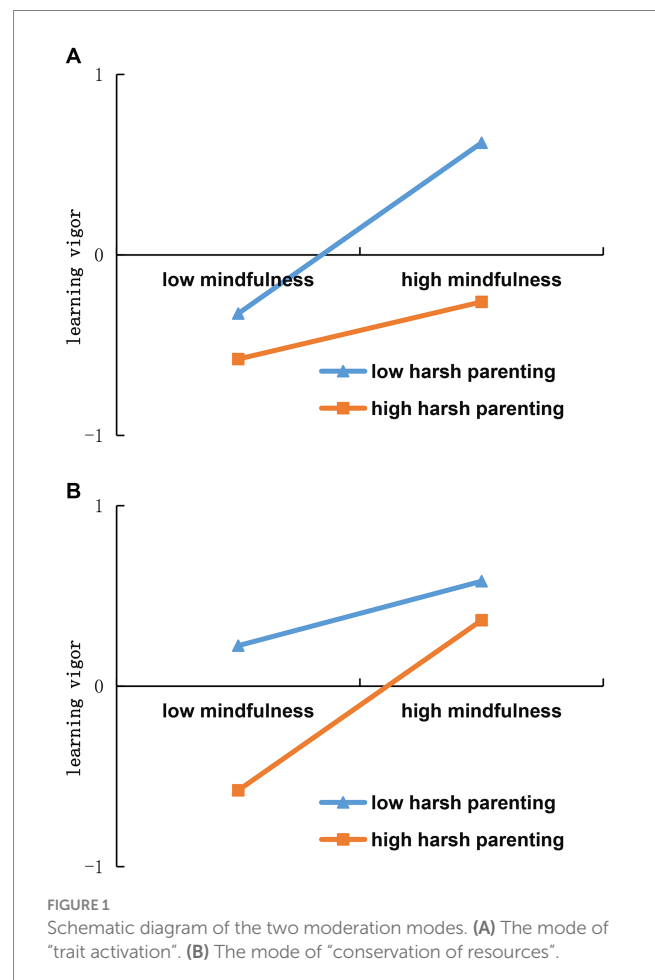 A
1
learning vigor
0
low mindfulness high mindfulness
low harsh parenting
high harsh parenting
-1
B
1
learning vigor
0
low mindfulness high mindfulness
low harsh parenting
high harsh parenting
-1
FIGURE 1
Schematic diagram of the two moderation modes. (A) The mode of
“trait activation”. (B) The mode of “conservation of resources“.